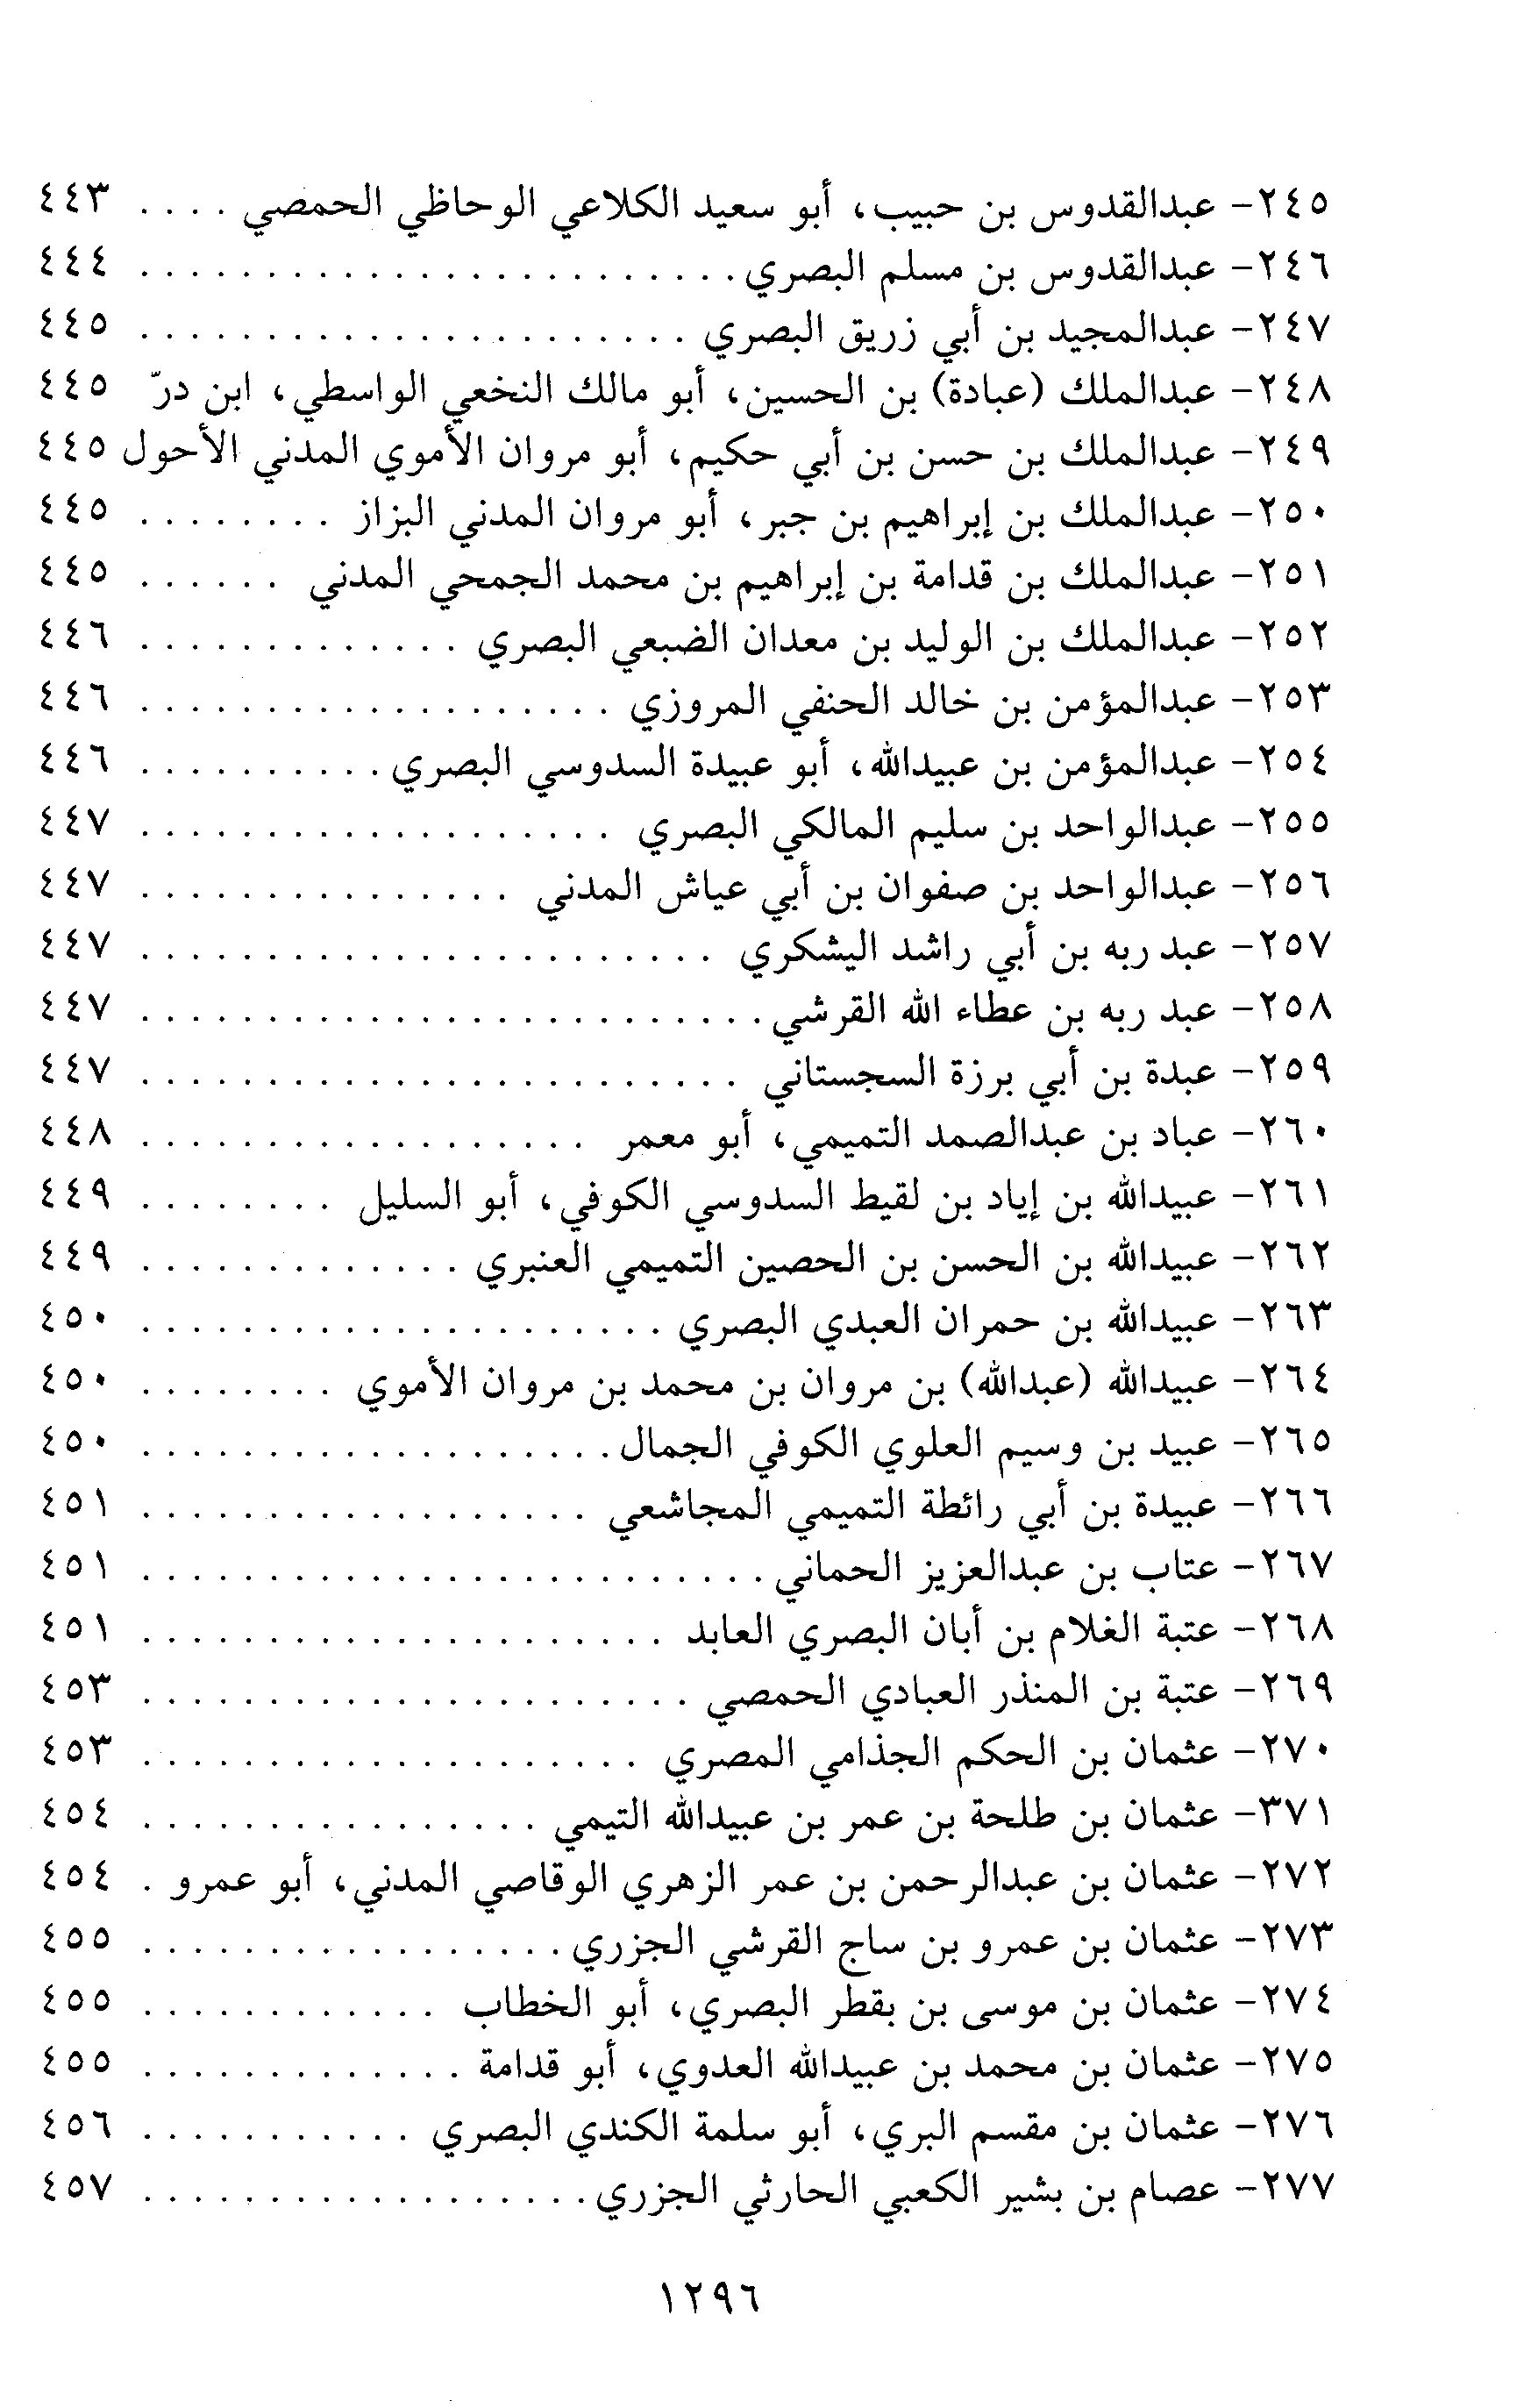 ٢٤٥- عبدالقدوس بن حبيب، أبو سعيد الكلاعي الوحاظي الحمصي . . . . ٤٤٣
٢٤٦- عبدالقدوس بن مسلم البصري . . . . . . . . . . . . . . . . . . . . . . . . ٤٤٤
٢٤٧- عبدالمجيد بن أبي زريق البصري . . . . . . . . . . . . . . . . . . . . . . ٤٤٥
٢٤٨- عبدالملك (عبادة) بن الحسين، أبو مالك النخعي الواسطي، ابن درّ ٤٤٥
٢٤٩- عبدالملك بن حسن بن أبي حكيم، أبو مروان الأموي المدني الأحول ٤٤٥
٢٥٠- عبدالملك بن إبراهيم بن جبر، أبو مروان المدني البزاز . . . . . . . . ٤٤٥
٢٥١- عبدالملك بن قدامة بن إبراهيم بن محمد الجمحي المدني . . . . . . ٤٤٥
٢٥٢- عبدالملك بن الوليد بن معدان الضبعي البصري . . . . . . . . . . . . . ٤٤٦
٢٥٣- عبدالمؤمن بن خالد الحنفي المروزي . . . . . . . . . . . . . . . . . . . ٤٤٦
٢٥٤- عبدالمؤمن بن عبيدالله، أبو عبيدة السدوسي البصري . . . . . . . . . . ٤٤٦
٢٥٥- عبدالواحد بن سليم المالكي البصري . . . . . . . . . . . . . . . . . . . ٤٤٧
٢٥٦- عبدالواحد بن صفوان بن أبي عياش المدني . . . . . . . . . . . . . . . ٤٤٧
٢٥٧- عبد ربه بن أبي راشد اليشكري . . . . . . . . . . . . . . . . . . . . . . . ٤٤٧
٢٥٨- عبد ربه بن عطاء الله القرشي . . . . . . . . . . . . . . . . . . . . . . . . . ٤٤٧
٢٥٩- عبدة بن أبي برزة السجستاني . . . . . . . . . . . . . . . . . . . . . . . . ٤٤٧
٢٦٠- عباد بن عبدالصمد التميمي، أبو معمر . . . . . . . . . . . . . . . . . . ٤٤٨
٢٦١- عبيدالله بن إياد بن لقيط السدوسي الكوفي، أبو السليل . . . . . . . . ٤٤٩
٢٦٢- عبيدالله بن الحسن بن الحصين التميمي العنبري . . . . . . . . . . . . . ٤٤٩
٢٦٣- عبيدالله بن حمران العبدي البصري . . . . . . . . . . . . . . . . . . . . . ٤٥٠
٢٦٤- عبيدالله (عبدالله) بن مروان بن محمد بن مروان الأموي . . . . . . . . ٤٥٠
٢٦٥- عبيد بن وسيم العلوي الكوفي الجمال . . . . . . . . . . . . . . . . . . . ٤٥٠
٢٦٦- عبيدة بن أبي رائطة التميمي المجاشعي . . . . . . . . . . . . . . . . . . ٤٥١
٢٦٧- عتاب بن عبدالعزيز الحماني . . . . . . . . . . . . . . . . . . . . . . . . . ٤٥١
٢٦٨- عتبة الغلام بن أبان البصري العابد . . . . . . . . . . . . . . . . . . . . . ٤٥١
٢٦٩- عتبة بن المنذر العبادي الحمصي . . . . . . . . . . . . . . . . . . . . . . ٤٥٣
٢٧٠- عثمان بن الحكم الجذامي المصري . . . . . . . . . . . . . . . . . . . . ٤٥٣
٣٧١- عثمان بن طلحة بن عمر بن عبيدالله التيمي . . . . . . . . . . . . . . . . ٤٥٤
٢٧٢- عثمان بن عبدالرحمن بن عمر الزهري الوقاصي المدني، أبو عمرو . ٤٥٤
٢٧٣- عثمان بن عمرو بن ساج القرشي الجزري . . . . . . . . . . . . . . . . . ٤٥٥
٢٧٤- عثمان بن موسى بن بقطر البصري، أبو الخطاب . . . . . . . . . . . . ٤٥٥
٢٧٥- عثمان بن محمد بن عبيدالله العدوي، أبو قدامة . . . . . . . . . . . . . ٤٥٥
٢٧٦- عثمان بن مقسم البري، أبو سلمة الكندي البصري . . . . . . . . . . . ٤٥٦
٢٧٧- عصام بن بشير الكعبي الحارثي الجزري . . . . . . . . . . . . . . . . . . ٤٥٧
١٢٩٦